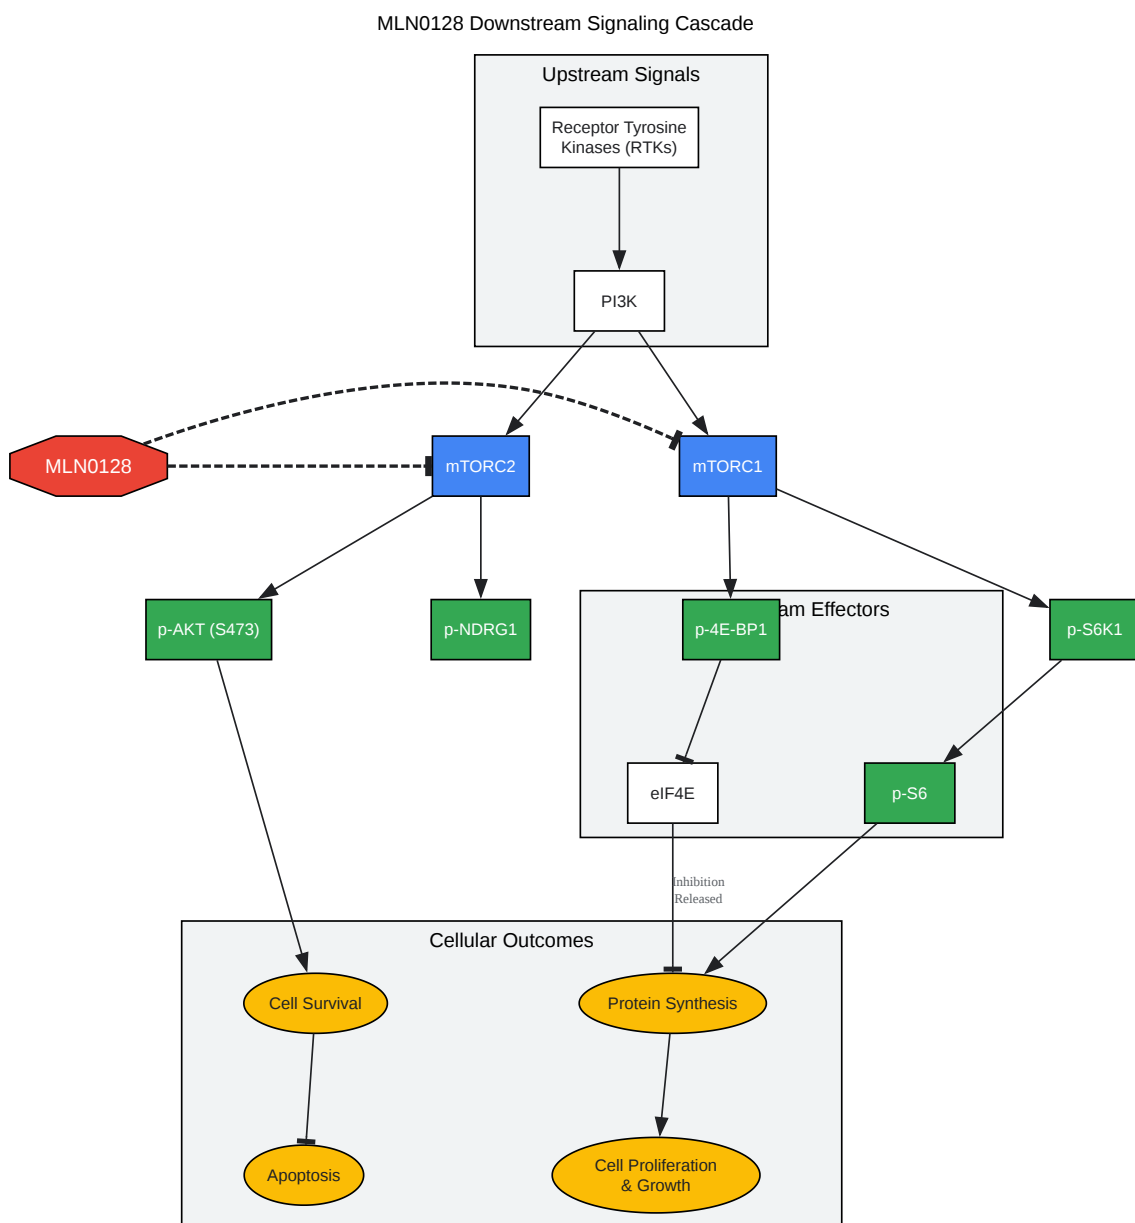 MLN0128 Downstream Signaling Cascade
Upstream Signals
Receptor Tyrosine
Kinases (RTKs)
PI3K
MLN0128
mTORC2
mTORC1
am Effectors
p-AKT (S473)
p-NDRG1
p-4E-BP1
p-S6K1
eIF4E
p-S6
Inhibition
Released
Cellular Outcomes
Cell Survival
Protein Synthesis
Apoptosis
Cell Proliferation
& Growth